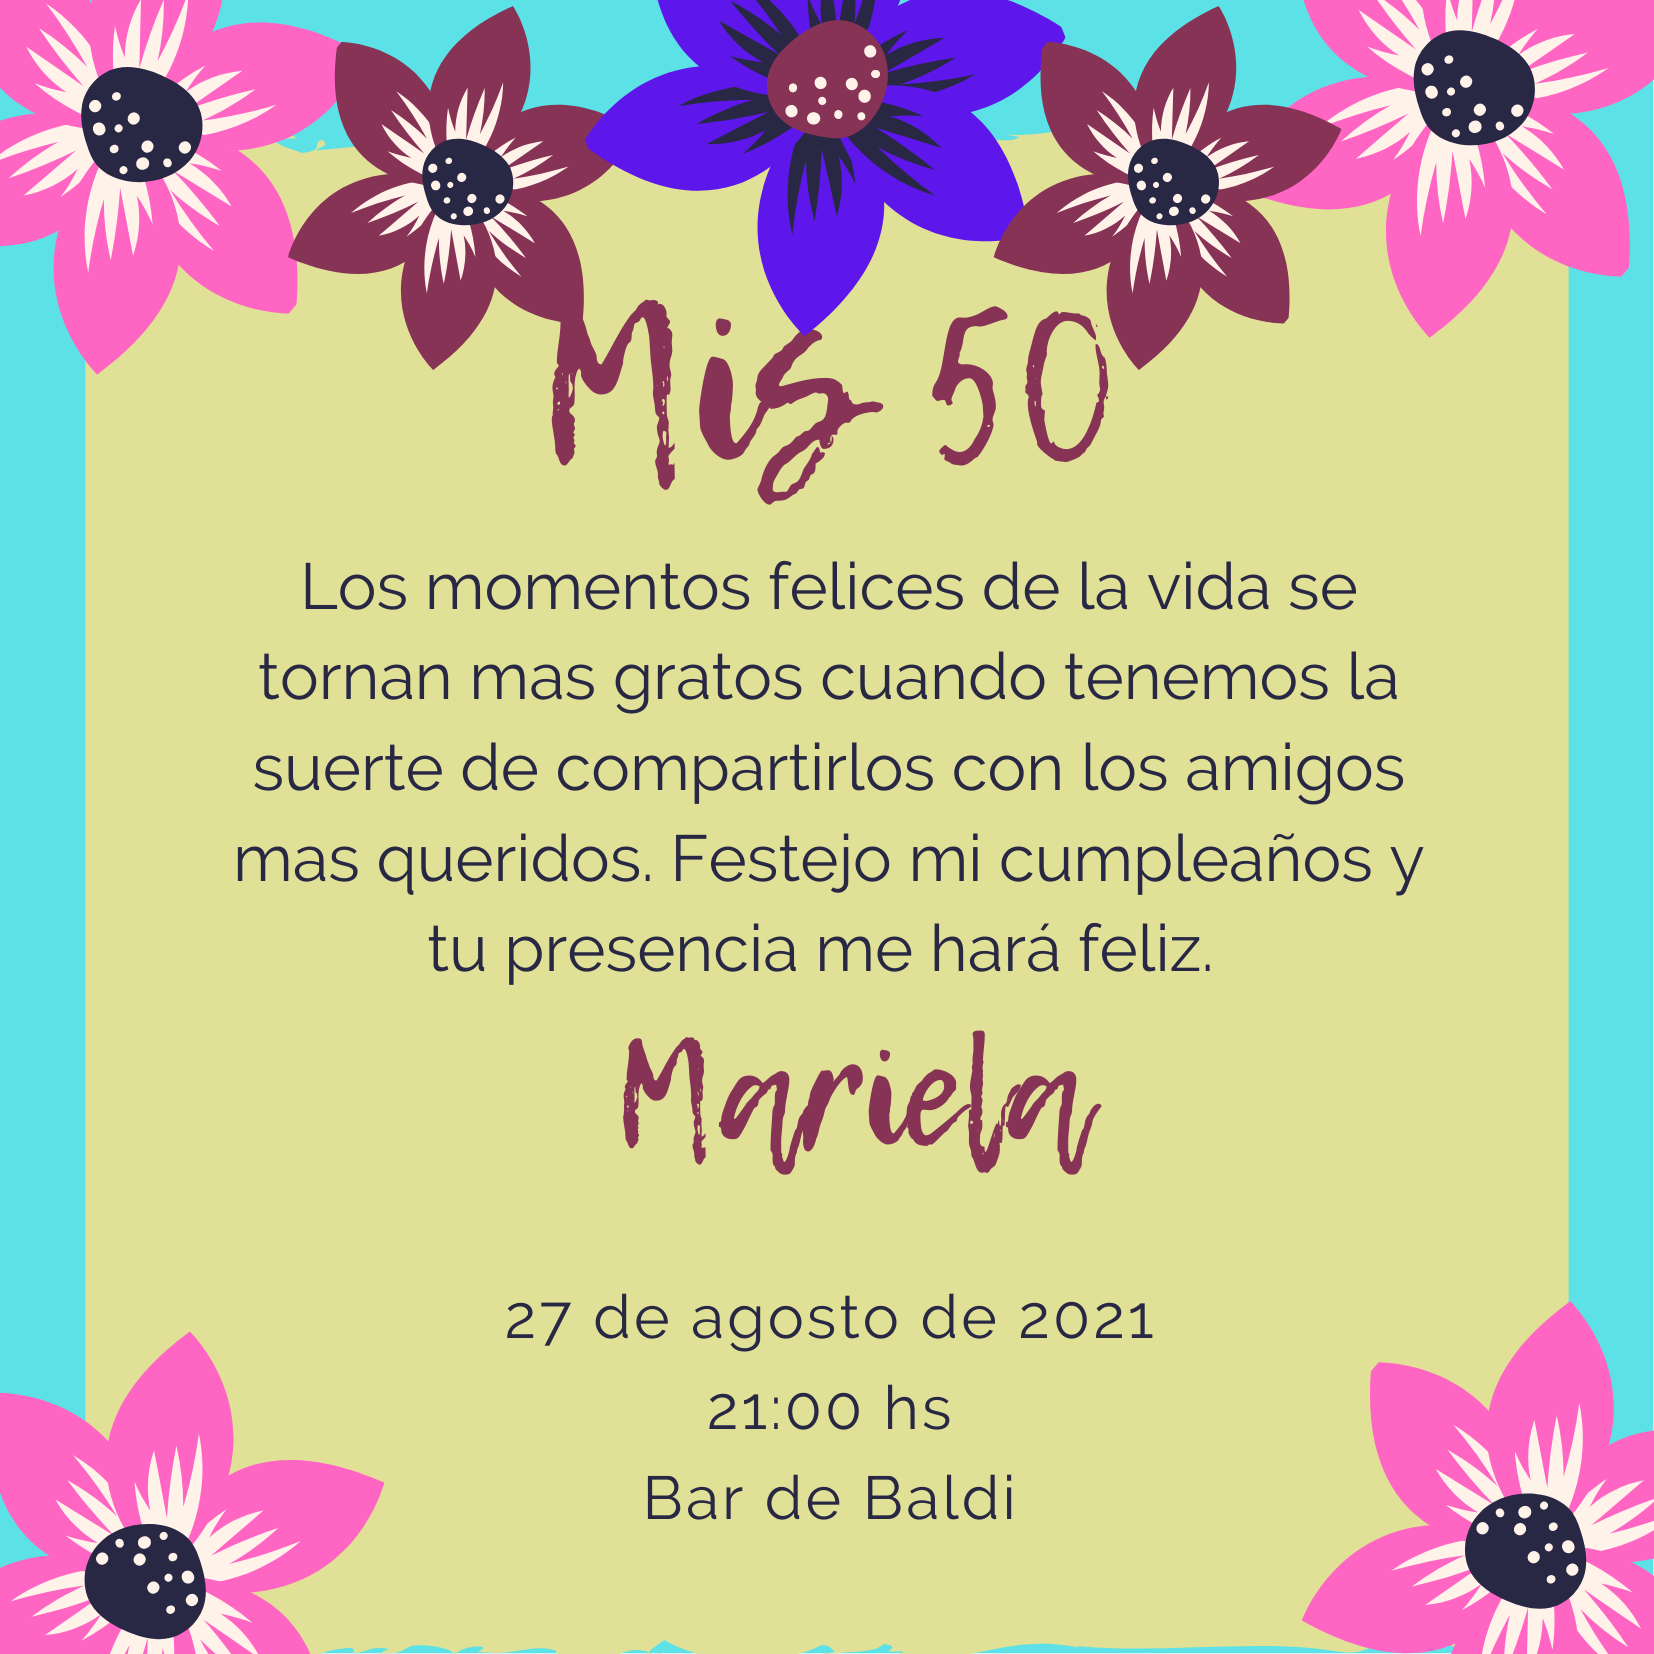 Mis 50
Los momentos felices de la vida se
tornan mas gratos cuando tenemos la
suerte de compartirlos con los amigos
mas queridos. Festejo mi cumpleaños y
tu presencia me hará feliz.
Mariela
27 de agosto de 2021
21:00 hs
Bar de Baldi